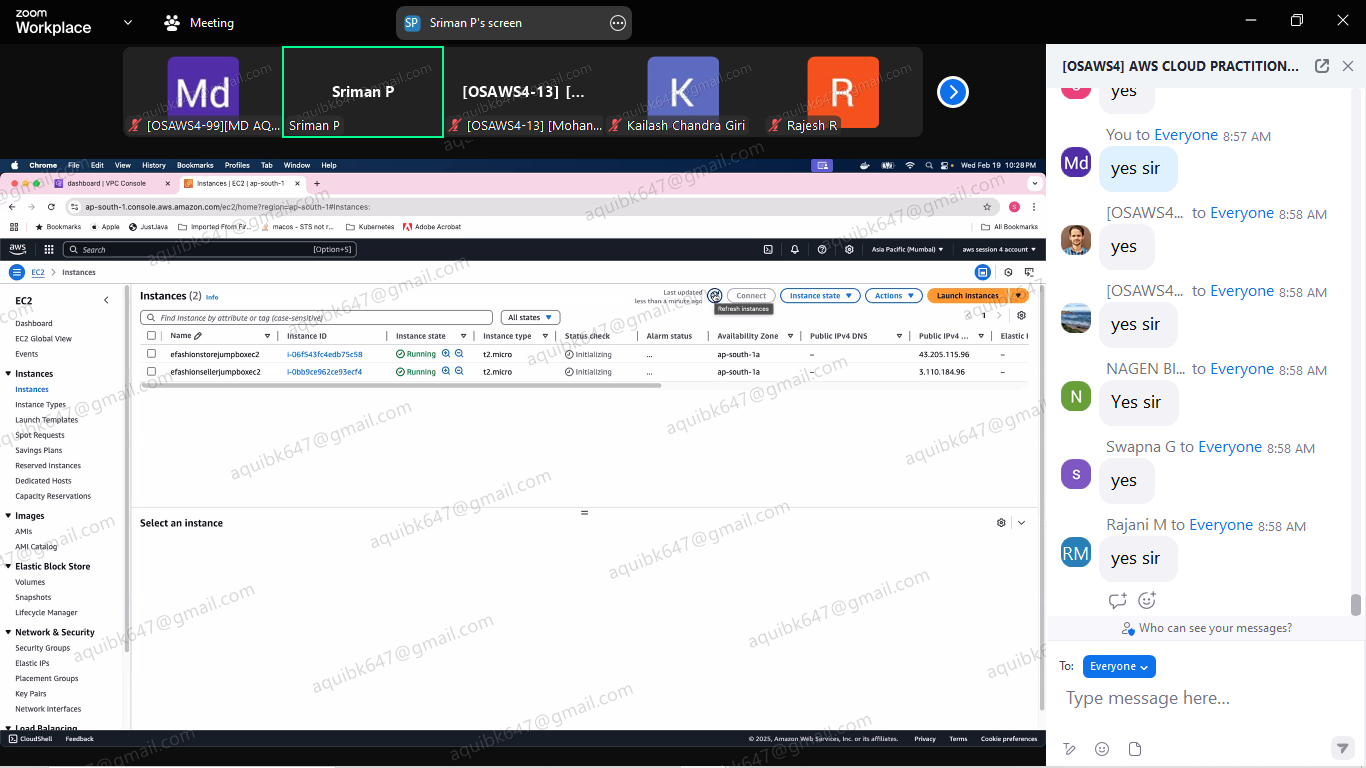 zoom
Workplace
Meeting
SP Sriman P's screen
Md
Sriman P
[OSAWS4-13] [...
K
R
[OSAWS4-99][MD AQ...
Sriman P
[OSAWS4-13] [Mohan...
Kailash Chandra Giri
Rajesh R
Chrome File Edit View History Bookmarks Profiles Tab Window Help
Wed Feb 19 10:28 PM
dashboard | VPC Console
Instances | EC2 | ap-south-1
ap-south-1.console.aws.amazon.com/ec2/home?region=ap-south-1#Instances:
Bookmarks Apple JustJava Imported From Fir... macos - STS not r... Kubernetes Adobe Acrobat
All Bookmarks
aws Search [Option+S] Asia Pacific (Mumbai) aws session 4 account
EC2 > Instances
EC2
Dashboard
EC2 Global View
Events
Instances
Instances
Instance Types
Launch Templates
Spot Requests
Savings Plans
Reserved Instances
Dedicated Hosts
Capacity Reservations
Images
AMIs
AMI Catalog
Elastic Block Store
Volumes
Snapshots
Lifecycle Manager
Network & Security
Security Groups
Elastic IPs
Placement Groups
Key Pairs
Network Interfaces
Load Balancing
Instances (2) Info
Last updated
less than a minute ago
Connect Instance state Actions Launch instances
Refresh instances
Find Instance by attribute or tag (case-sensitive)
All states
1
Name Instance ID Instance state Instance type Status check Alarm status Availability Zone Public IPv4 DNS Public IPv4 ... Elastic I
efashionstorejumpboxec2 i-06f543fc4edb75c58 Running t2.micro Initializing ... ap-south-1a – 43.205.115.96 –
efashionsellerjumpboxec2 i-0bb9ce962ce93ecf4 Running t2.micro Initializing ... ap-south-1a – 3.110.184.96 –
Select an instance
CloudShell Feedback
© 2025, Amazon Web Services, Inc. or its affiliates. Privacy Terms Cookie preferences
[OSAWS4] AWS CLOUD PRACTITION...
yes
You to Everyone 8:57 AM
Md
yes sir
[OSAWS4... to Everyone 8:58 AM
yes
[OSAWS4... to Everyone 8:58 AM
yes sir
NAGEN BI... to Everyone 8:58 AM
N
Yes sir
Swapna G to Everyone 8:58 AM
S
yes
Rajani M to Everyone 8:58 AM
RM
yes sir
Who can see your messages?
To: Everyone
Type message here...
aquibk647@gmail.com